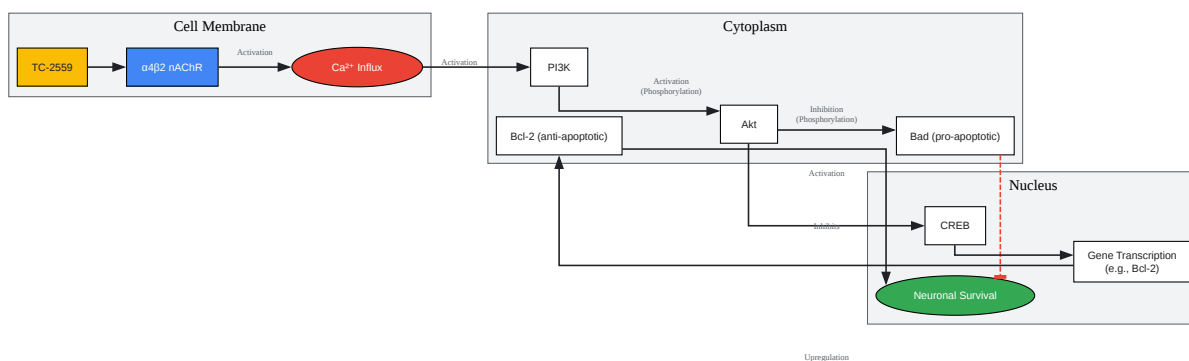 Cell Membrane
TC-2559
α4β2 nAChR
Activation
Ca²⁺ Influx
Activation
Cytoplasm
PI3K
Activation
(Phosphorylation)
Akt
Inhibition
(Phosphorylation)
Bcl-2 (anti-apoptotic)
Bad (pro-apoptotic)
Activation
Nucleus
Inhibits
CREB
Gene Transcription
(e.g., Bcl-2)
Neuronal Survival
Upregulation